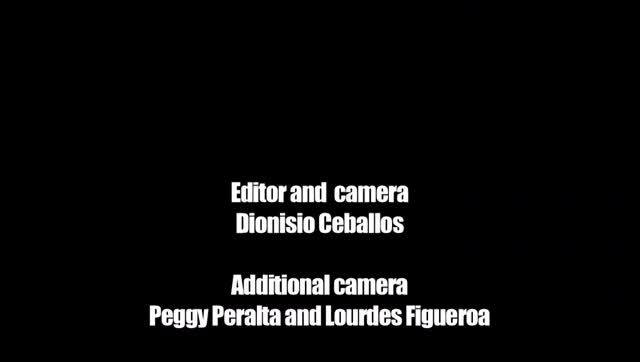 Editor and  camera
Dionisio Ceballos
Additional camera
Peggy Peralta and Lourdes Figueroa